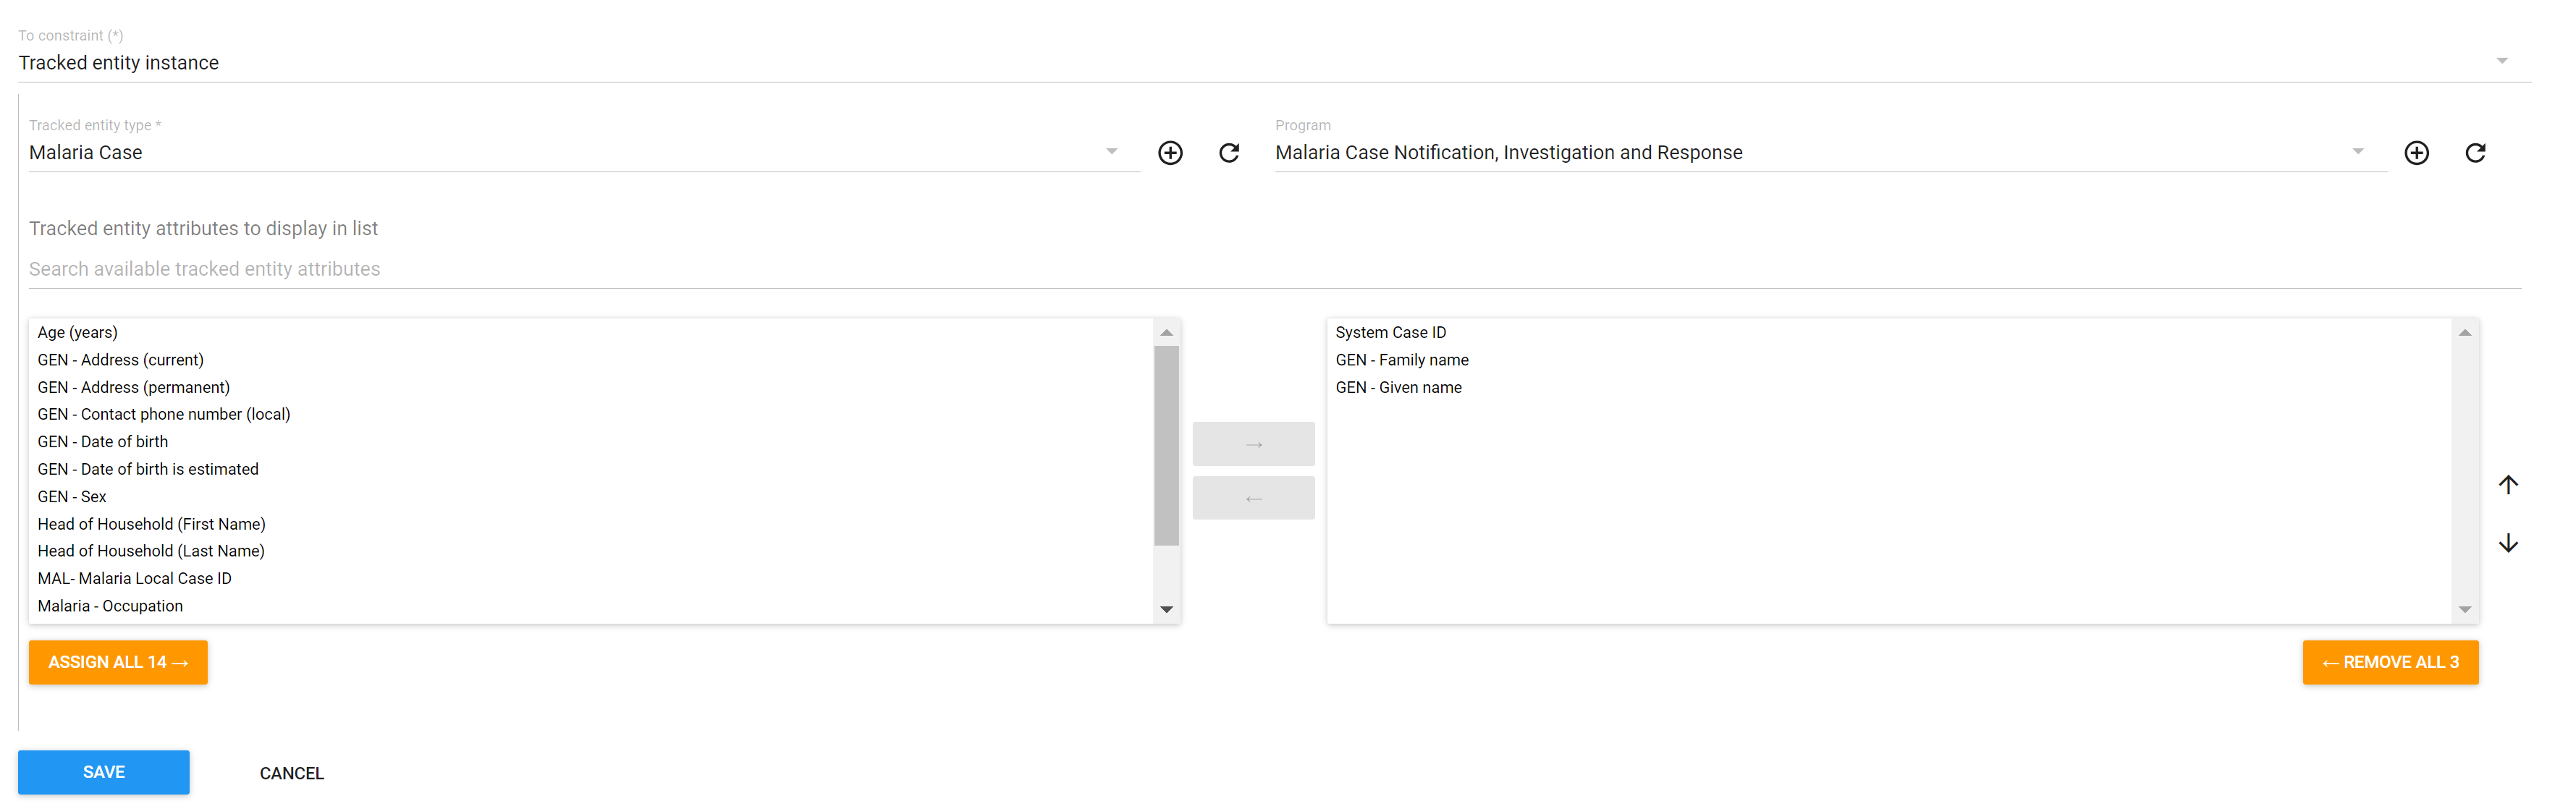 To constraint (*)
Tracked entity instance
Tracked entity type *
Malaria Case
Program
Malaria Case Notification, Investigation and Response
Tracked entity attributes to display in list
Search available tracked entity attributes
Age (years)
GEN - Address (current)
GEN - Address (permanent)
GEN - Contact phone number (local)
GEN - Date of birth
GEN - Date of birth is estimated
GEN - Sex
Head of Household (First Name)
Head of Household (Last Name)
MAL- Malaria Local Case ID
Malaria - Occupation
→
←
System Case ID
GEN - Family name
GEN - Given name
ASSIGN ALL 14 →
← REMOVE ALL 3
SAVE
CANCEL